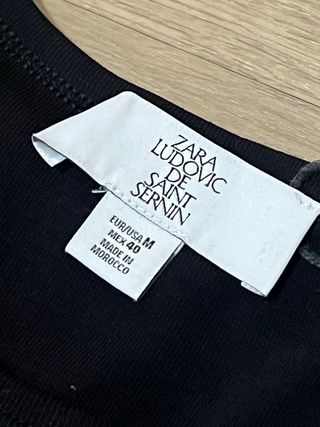 ZARA
LUDOVIC
DE
SAINT
SERNIN
EUR/USA M
MEX 40
MADE IN
MOROCCO